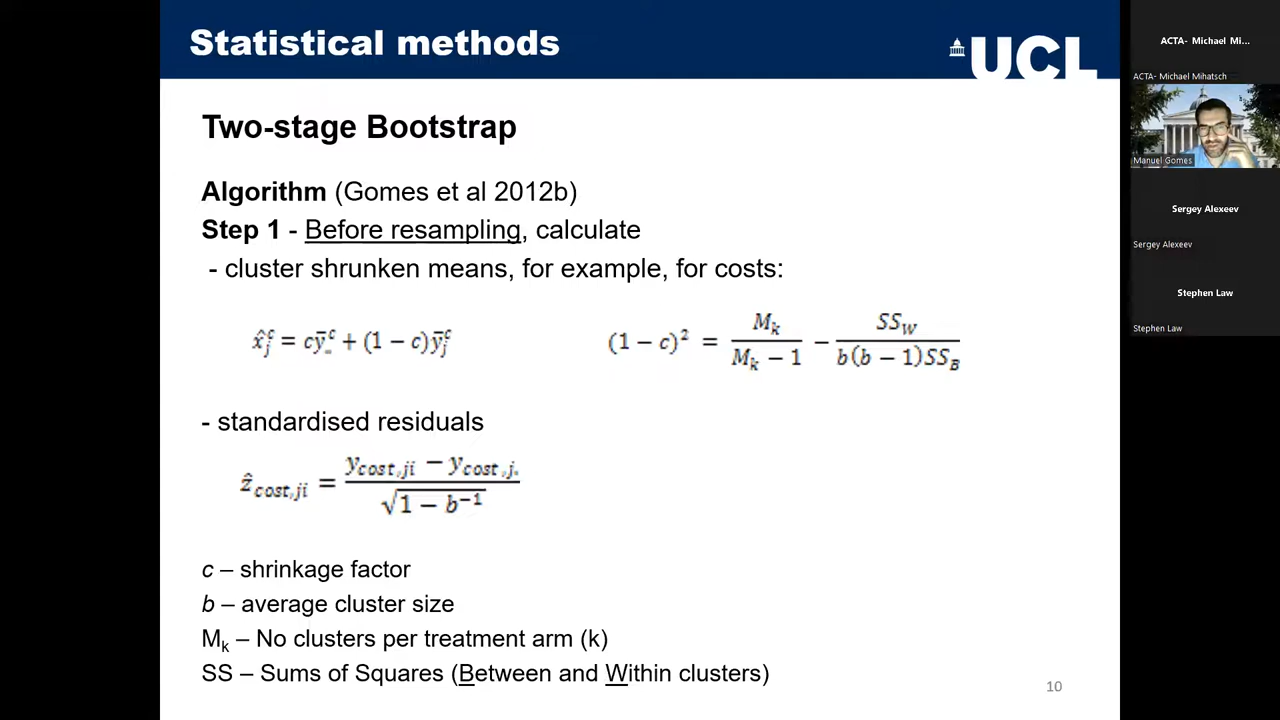 Statistical methods
UCL
Two-stage Bootstrap
Algorithm (Gomes et al 2012b)
Step 1 - Before resampling, calculate
- cluster shrunken means, for example, for costs:
x̂ⱼᶜ = cȳ..ᶜ + (1 − c)ȳⱼᶜ
(1 − c)² = Mₖ / (Mₖ − 1) − SS_W / (b(b − 1)SS_B)
- standardised residuals
ẑ_cost,ji = (y_cost,ji − y_cost,j.) / √(1 − b⁻¹)
c – shrinkage factor
b – average cluster size
Mₖ – No clusters per treatment arm (k)
SS – Sums of Squares (Between and Within clusters)
10
ACTA- Michael Mi...
ACTA- Michael Mihatsch
Manuel Gomes
Sergey Alexeev
Sergey Alexeev
Stephen Law
Stephen Law